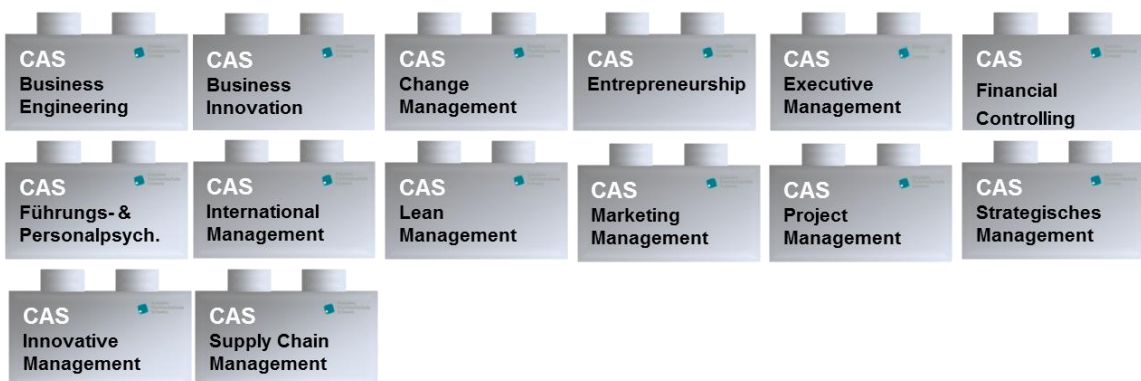 CAS
Business
Engineering
CAS
Business
Innovation
CAS
Change
Management
CAS
Entrepreneurship
CAS
Executive
Management
CAS
Financial
Controlling
CAS
Führungs- &
Personalpsych.
CAS
International
Management
CAS
Lean
Management
CAS
Marketing
Management
CAS
Project
Management
CAS
Strategisches
Management
CAS
Innovative
Management
CAS
Supply Chain
Management